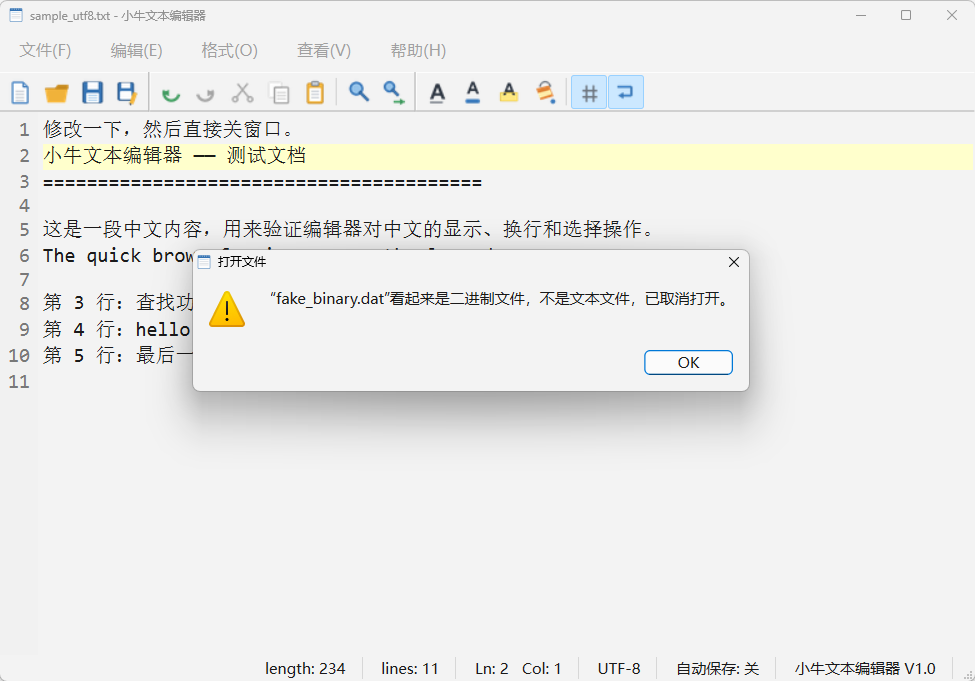 sample_utf8.txt - 小牛文本编辑器
文件(F) 编辑(E) 格式(O) 查看(V) 帮助(H)
1 修改一下，然后直接关窗口。
2 小牛文本编辑器 —— 测试文档
3 ========================================
4
5 这是一段中文内容，用来验证编辑器对中文的显示、换行和选择操作。
6 The quick brow
7
8 第 3 行：查找功
9 第 4 行：hello
10 第 5 行：最后一
11
打开文件
“fake_binary.dat”看起来是二进制文件，不是文本文件，已取消打开。
OK
length: 234 lines: 11 Ln: 2 Col: 1 UTF-8 自动保存: 关 小牛文本编辑器 V1.0